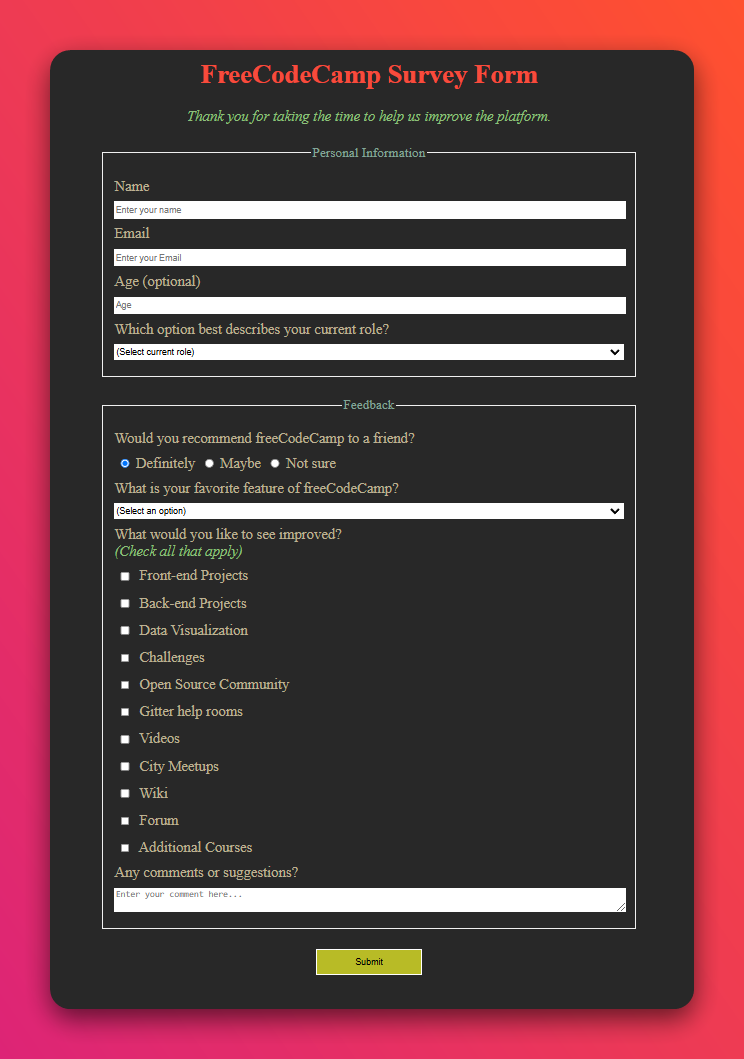 FreeCodeCamp Survey Form
Thank you for taking the time to help us improve the platform.
Personal Information
Name
Enter your name
Email
Enter your Email
Age (optional)
Age
Which option best describes your current role?
(Select current role)
Feedback
Would you recommend freeCodeCamp to a friend?
Definitely Maybe Not sure
What is your favorite feature of freeCodeCamp?
(Select an option)
What would you like to see improved?
(Check all that apply)
Front-end Projects
Back-end Projects
Data Visualization
Challenges
Open Source Community
Gitter help rooms
Videos
City Meetups
Wiki
Forum
Additional Courses
Any comments or suggestions?
Enter your comment here...
Submit